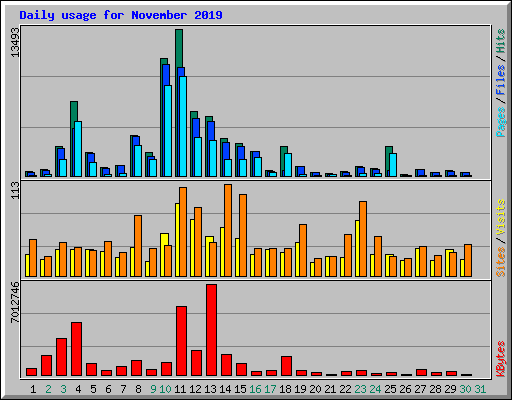 Daily usage for November 2019
13493
Pages / Files / Hits
113
Sites / Visits
7012746
KBytes
1 2 3 4 5 6 7 8 9 10 11 12 13 14 15 16 17 18 19 20 21 22 23 24 25 26 27 28 29 30 31